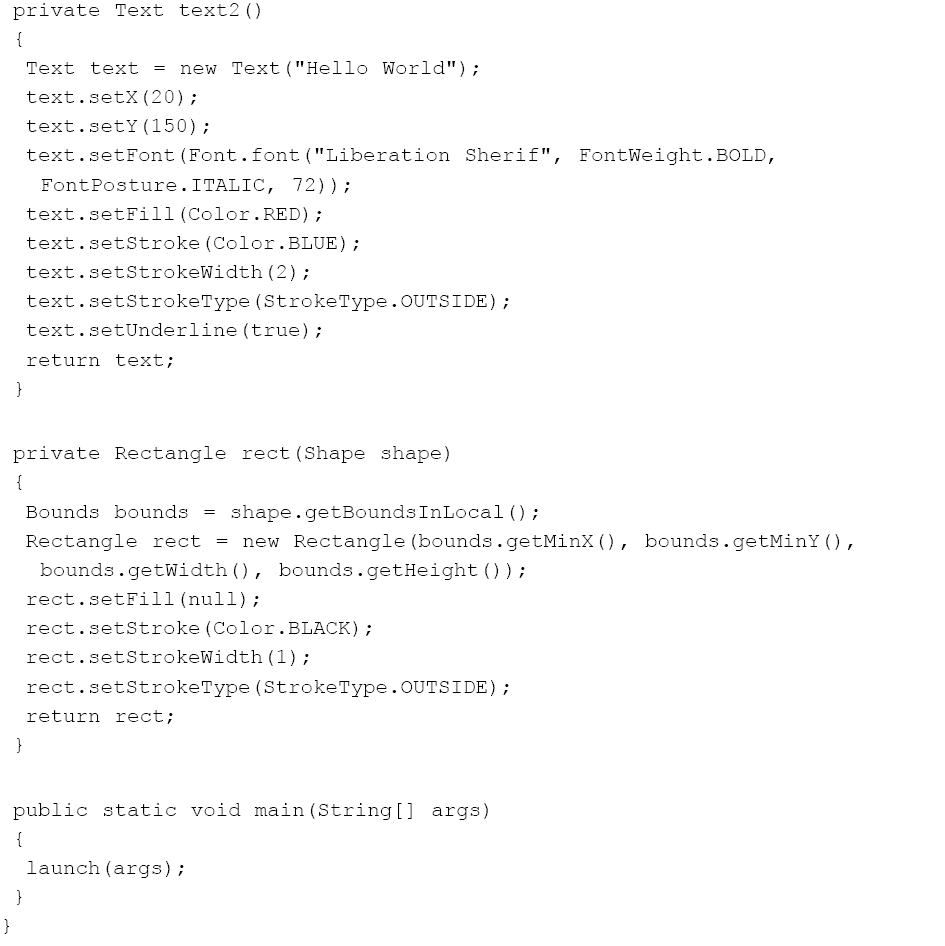 private Text text2()
{
Text text = new Text("Hello World");
text.setX(20);
text.setY(150);
text.setFont(Font.font("Liberation Sherif", FontWeight.BOLD,
FontPosture.ITALIC, 72));
text.setFill(Color.RED);
text.setStroke(Color.BLUE);
text.setStrokeWidth(2);
text.setStrokeType(StrokeType.OUTSIDE);
text.setUnderline(true);
return text;
}
private Rectangle rect(Shape shape)
{
Bounds bounds = shape.getBoundsInLocal();
Rectangle rect = new Rectangle(bounds.getMinX(), bounds.getMinY(),
bounds.getWidth(), bounds.getHeight());
rect.setFill(null);
rect.setStroke(Color.BLACK);
rect.setStrokeWidth(1);
rect.setStrokeType(StrokeType.OUTSIDE);
return rect;
}
public static void main(String[] args)
{
launch(args);
}
}